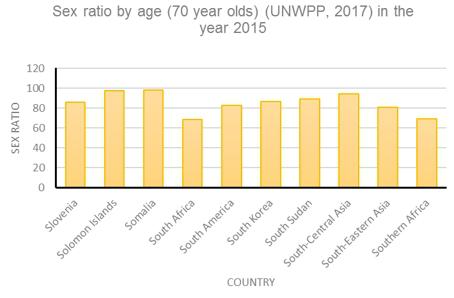 Sex ratio by age (70 year olds) (UNWPP, 2017) in the
year 2015
120
100
80
60
40
20
0
SEX RATIO
Slovenia
Solomon Islands
Somalia
South Africa
South America
South Korea
South Sudan
South-Central Asia
South-Eastern Asia
Southern Africa
COUNTRY